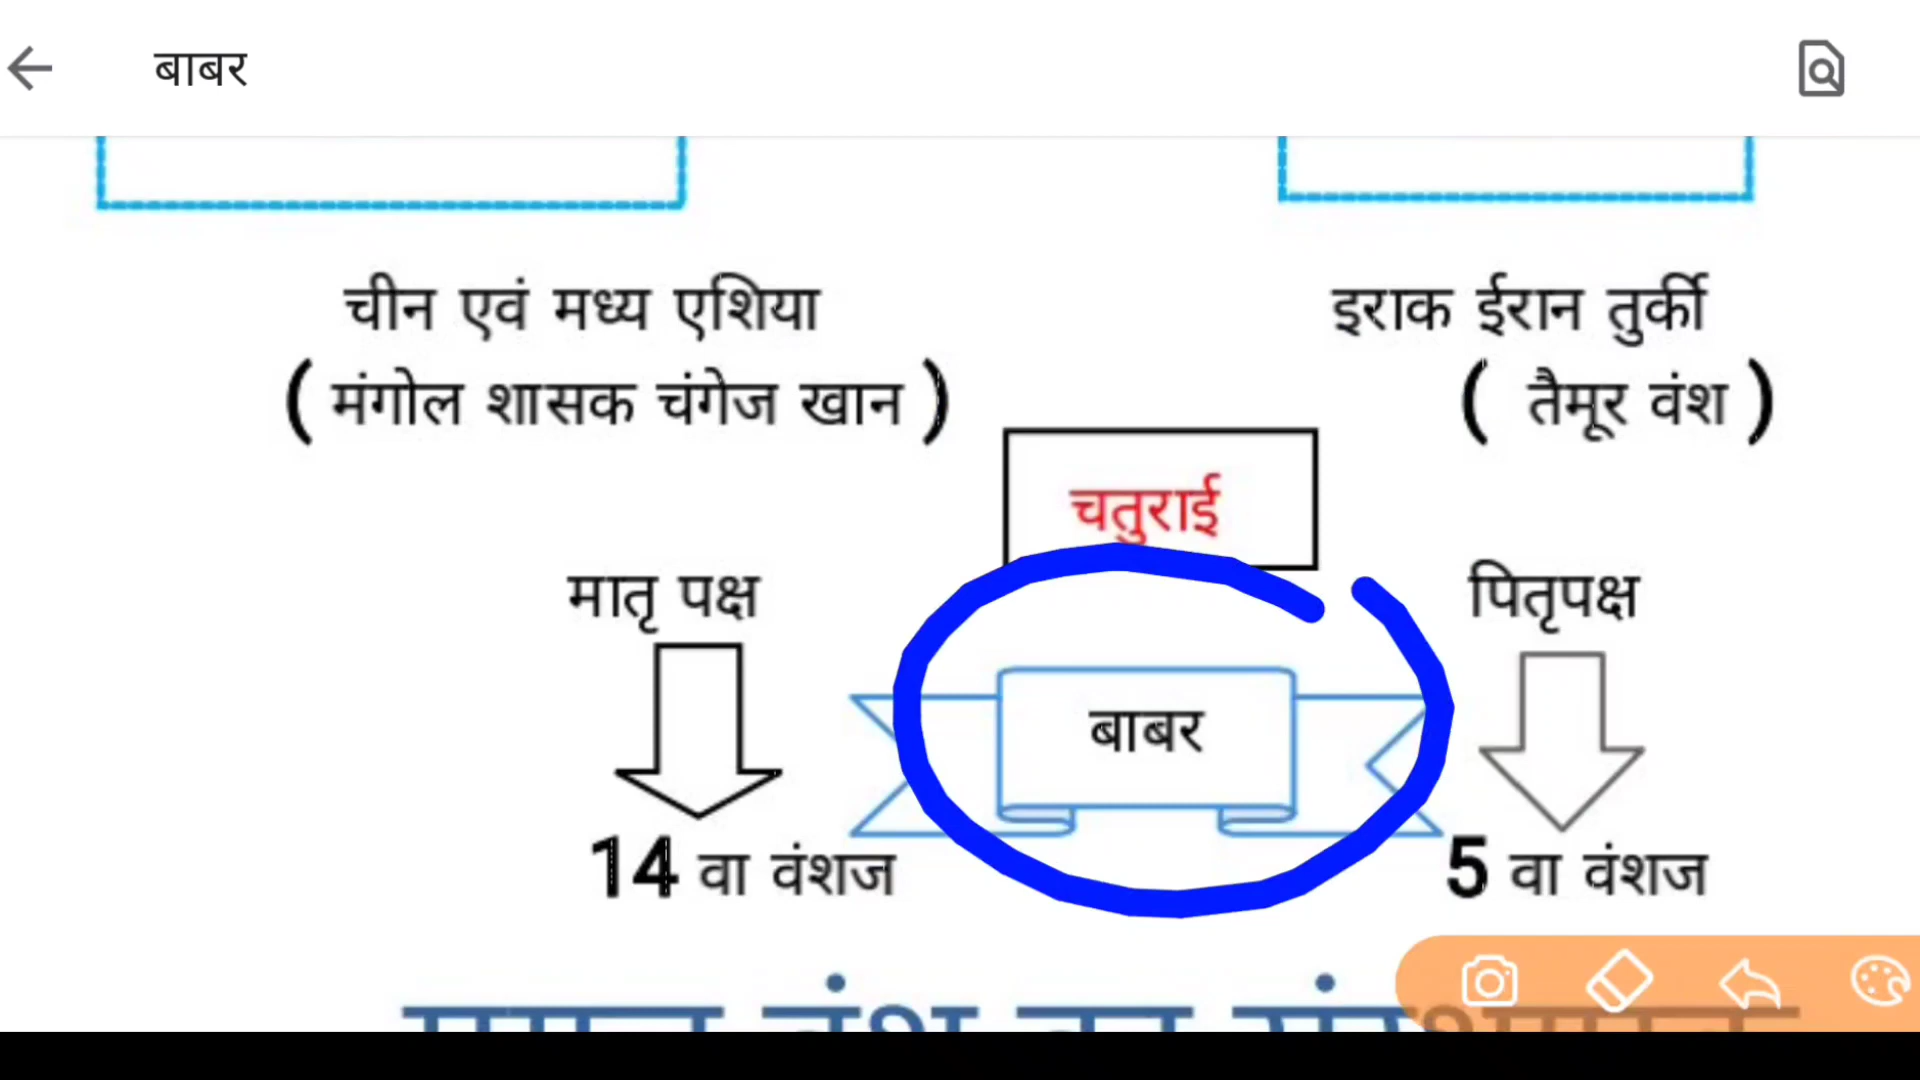 बाबर
चीन एवं मध्य एशिया
( मंगोल शासक चंगेज खान )
इराक ईरान तुर्की
( तैमूर वंश )
चतुराई
मातृ पक्ष
पितृपक्ष
बाबर
14 वा वंशज
5 वा वंशज